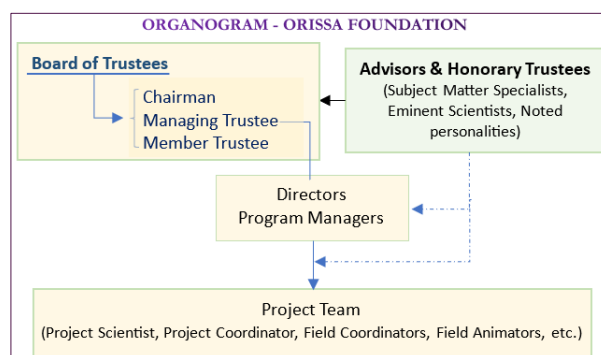 ORGANOGRAM - ORISSA FOUNDATION
Board of Trustees
Chairman
Managing Trustee
Member Trustee
Advisors & Honorary Trustees
(Subject Matter Specialists,
Eminent Scientists, Noted
personalities)
Directors
Program Managers
Project Team
(Project Scientist, Project Coordinator, Field Coordinators, Field Animators, etc.)